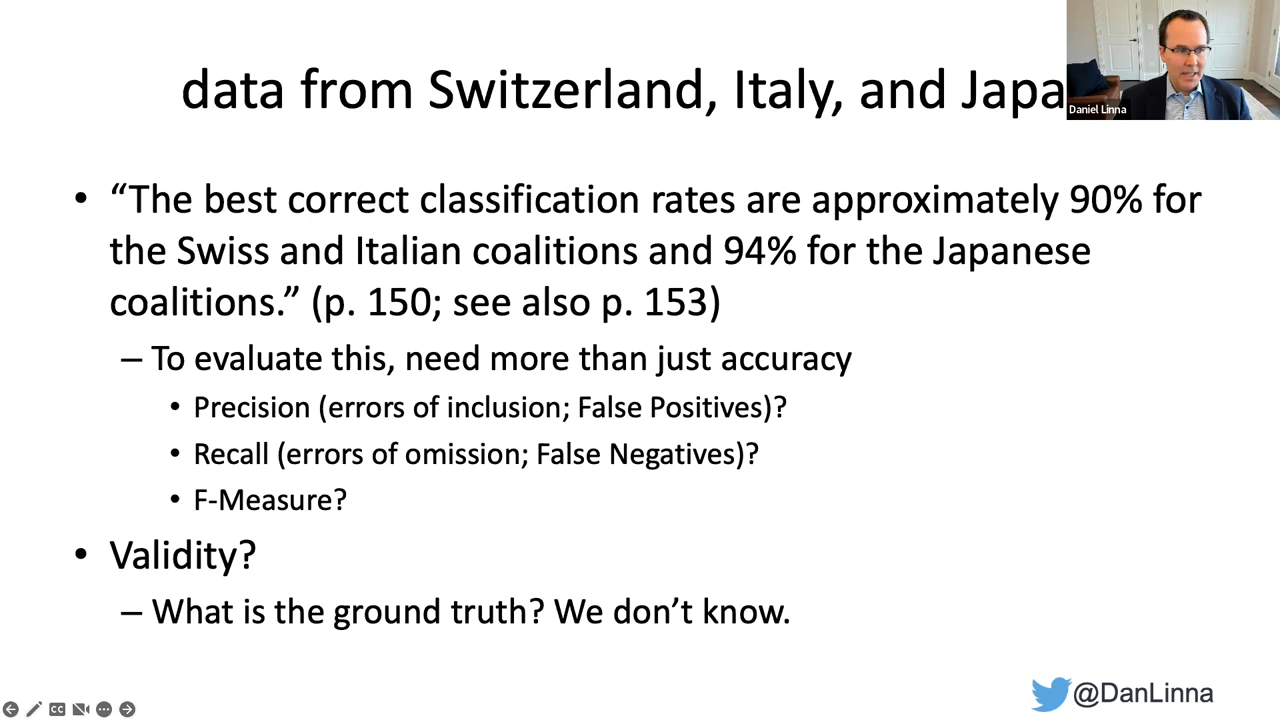 data from Switzerland, Italy, and Japa
Daniel Linna
• “The best correct classification rates are approximately 90% for
the Swiss and Italian coalitions and 94% for the Japanese
coalitions.” (p. 150; see also p. 153)
– To evaluate this, need more than just accuracy
• Precision (errors of inclusion; False Positives)?
• Recall (errors of omission; False Negatives)?
• F-Measure?
• Validity?
– What is the ground truth? We don’t know.
@DanLinna
CC